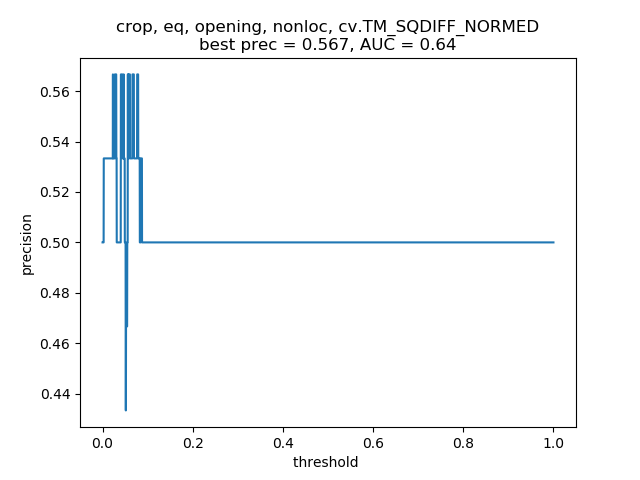 crop, eq, opening, nonloc, cv.TM_SQDIFF_NORMED
best prec = 0.567, AUC = 0.64
0.56
0.54
0.52
0.50
0.48
0.46
0.44
precision
0.0 0.2 0.4 0.6 0.8 1.0
threshold